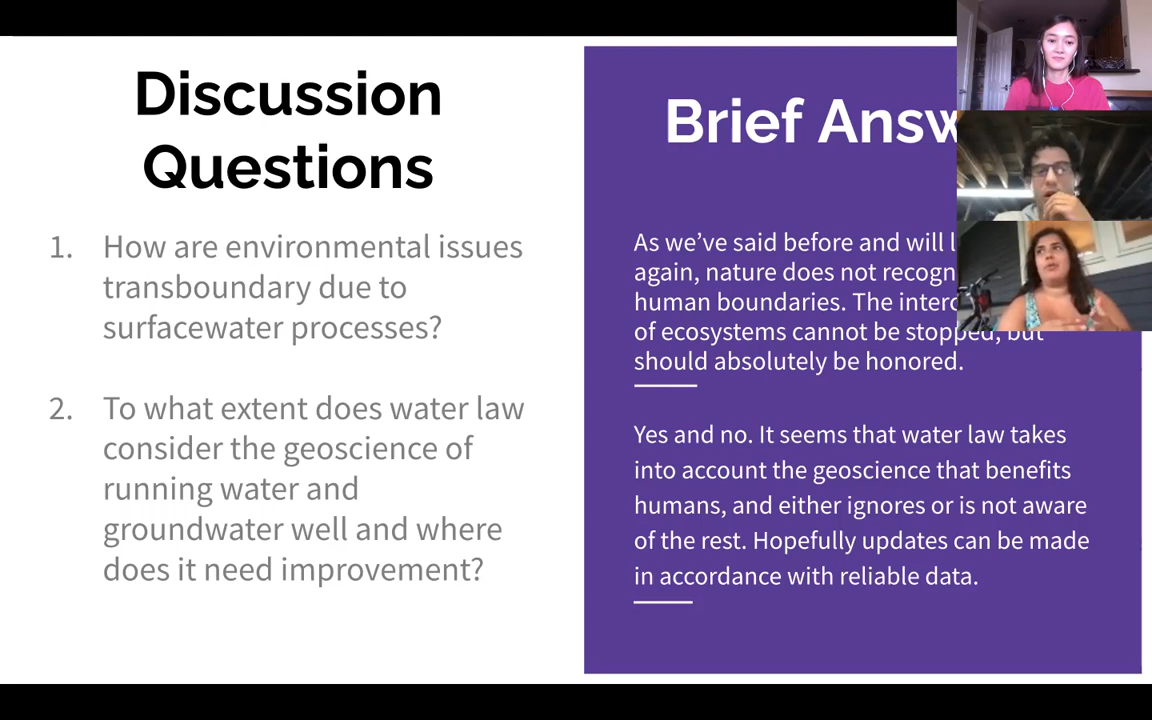 Discussion
Questions
1. How are environmental issues
transboundary due to
surfacewater processes?
2. To what extent does water law
consider the geoscience of
running water and
groundwater well and where
does it need improvement?
Brief
As we’ve said before and will
again, nature does not
human boundaries. The
of ecosystems cannot be stopped, but
should absolutely be honored.
Yes and no. It seems that water law takes
into account the geoscience that benefits
humans, and either ignores or is not aware
of the rest. Hopefully updates can be made
in accordance with reliable data.